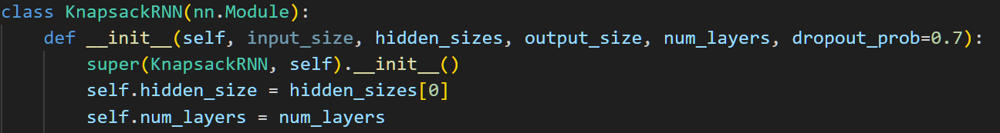 class KnapsackRNN(nn.Module):
def __init__(self, input_size, hidden_sizes, output_size, num_layers, dropout_prob=0.7):
super(KnapsackRNN, self).__init__()
self.hidden_size = hidden_sizes[0]
self.num_layers = num_layers